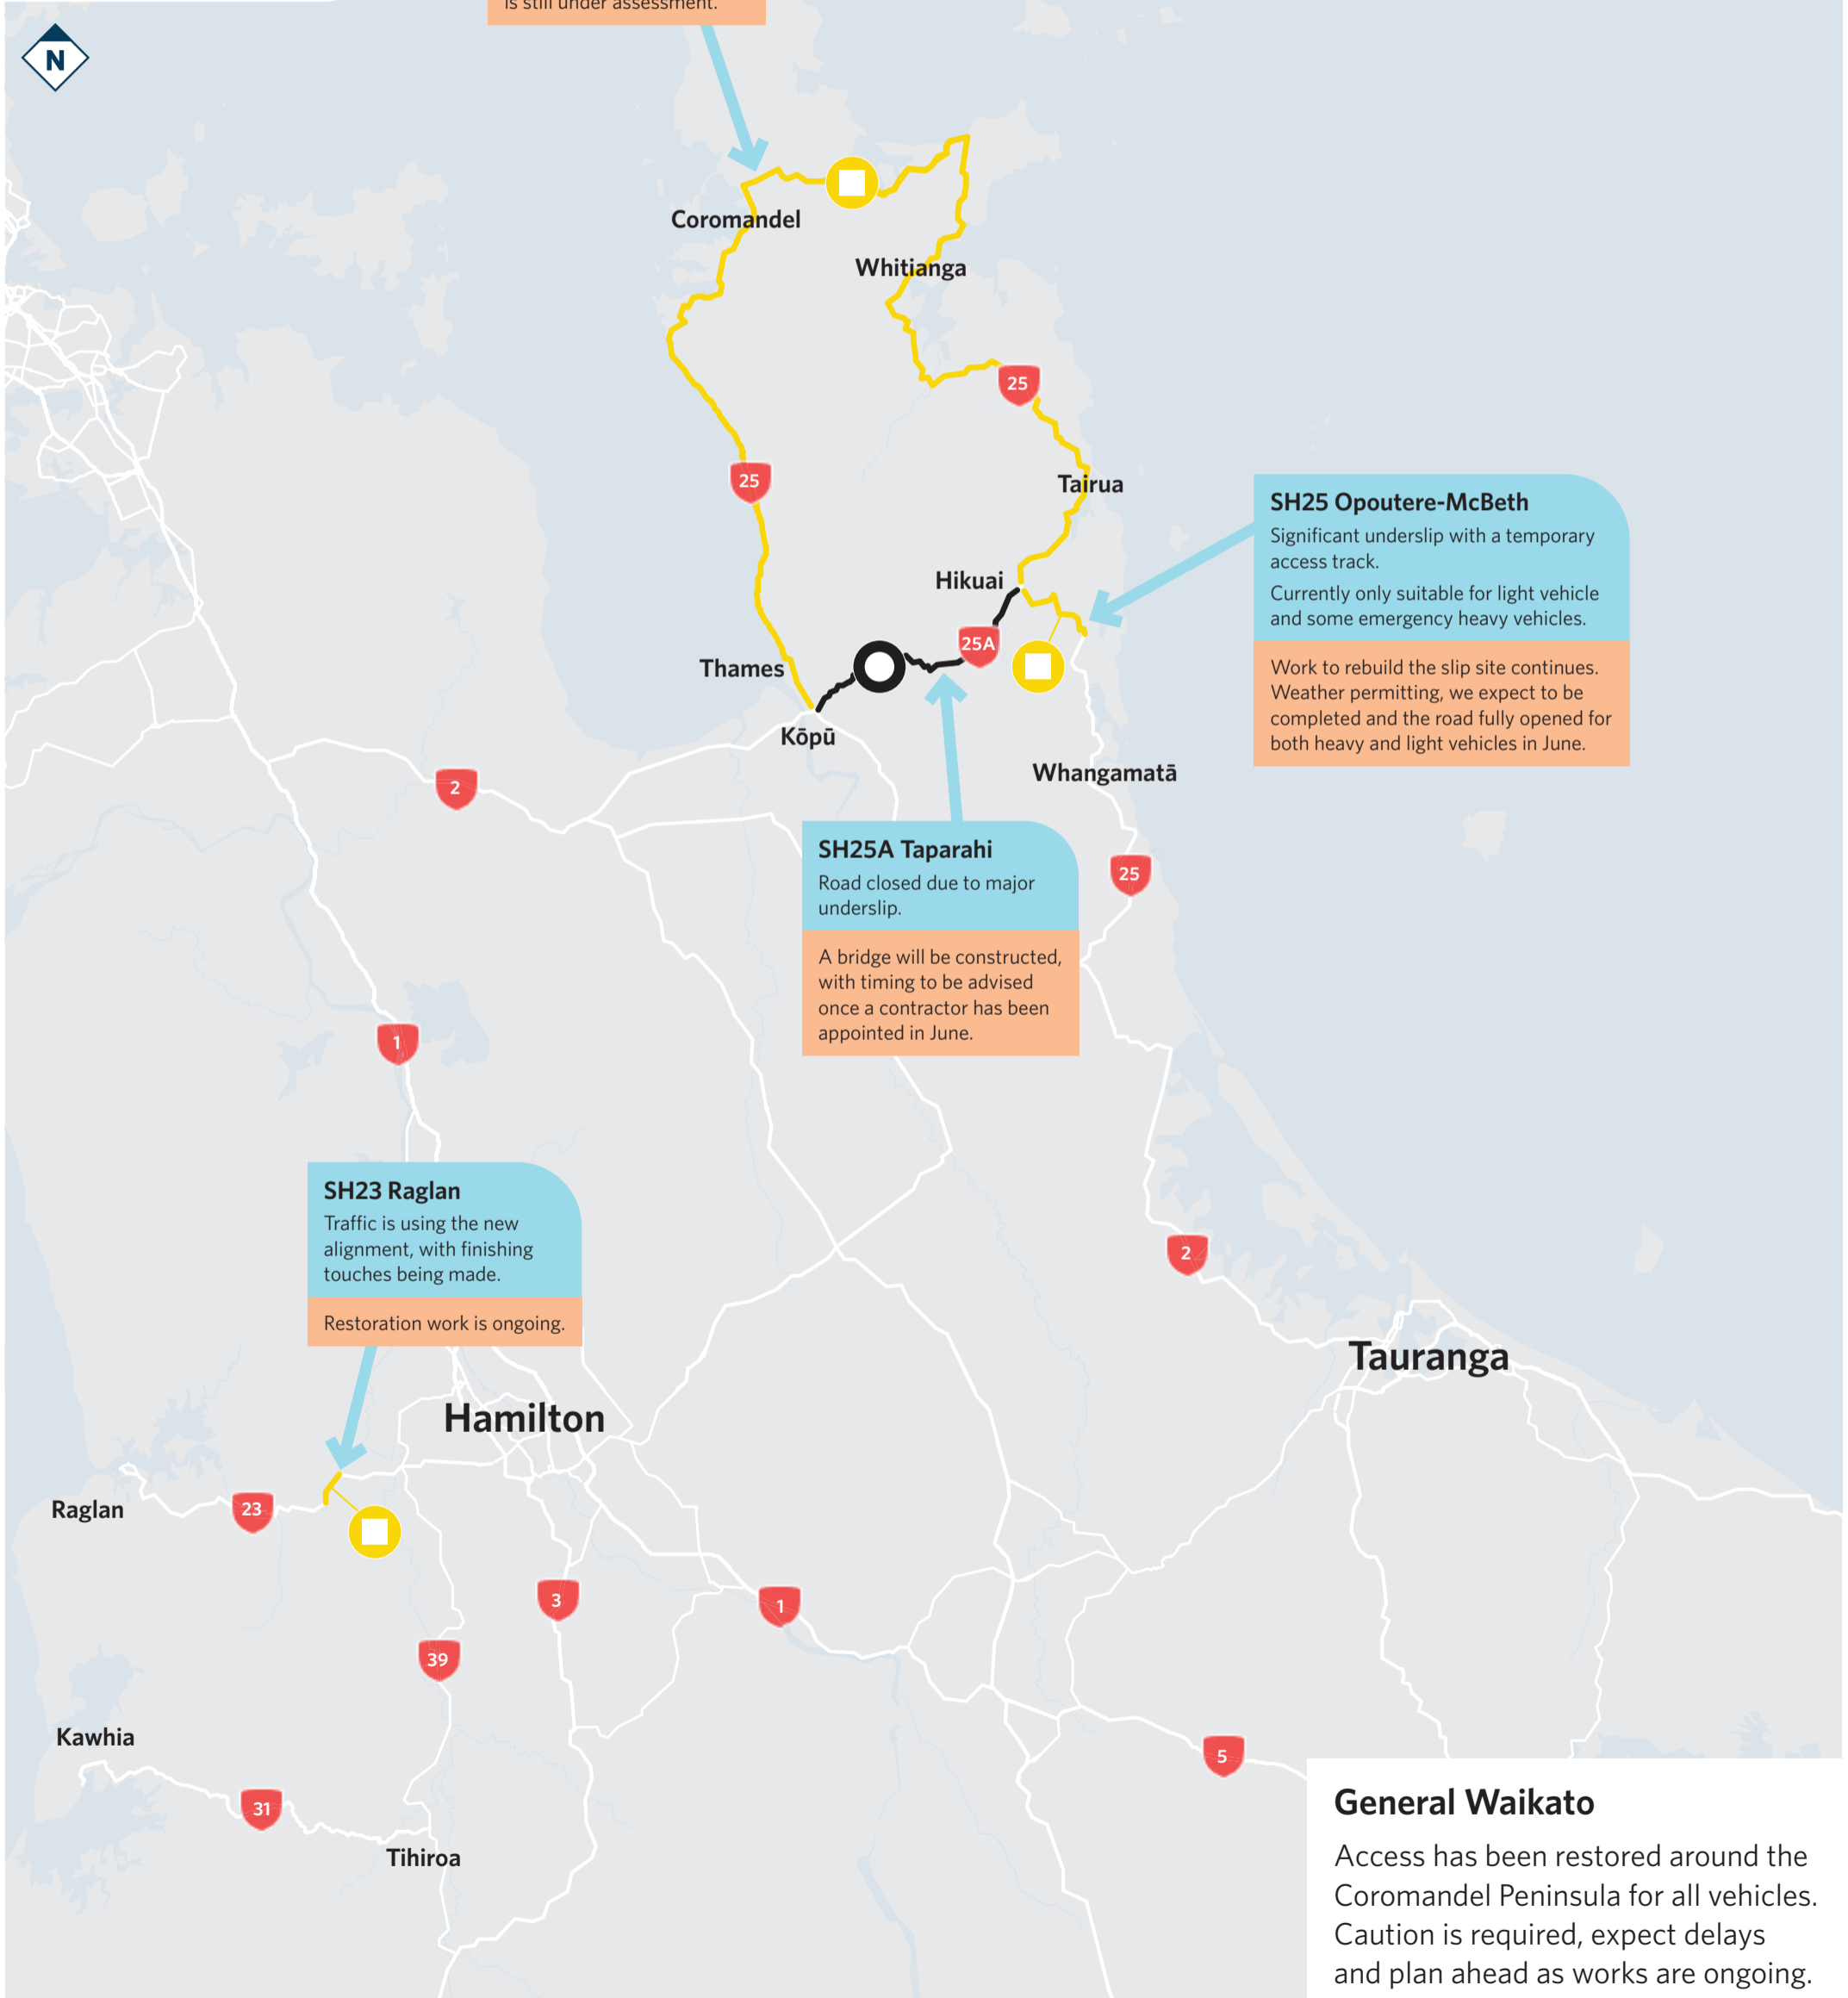 is still under assessment.
N
Coromandel
Whitianga
25
25
Tairua
SH25 Opoutere-McBeth
Significant underslip with a temporary
access track.
Currently only suitable for light vehicle
and some emergency heavy vehicles.
Work to rebuild the slip site continues.
Weather permitting, we expect to be
completed and the road fully opened for
both heavy and light vehicles in June.
Hikuai
25A
Thames
Kōpū
Whangamatā
2
SH25A Taparahi
Road closed due to major
underslip.
A bridge will be constructed,
with timing to be advised
once a contractor has been
appointed in June.
25
1
SH23 Raglan
Traffic is using the new
alignment, with finishing
touches being made.
Restoration work is ongoing.
2
Tauranga
Hamilton
Raglan
23
3
1
39
Kawhia
5
31
Tihiroa
General Waikato
Access has been restored around the
Coromandel Peninsula for all vehicles.
Caution is required, expect delays
and plan ahead as works are ongoing.